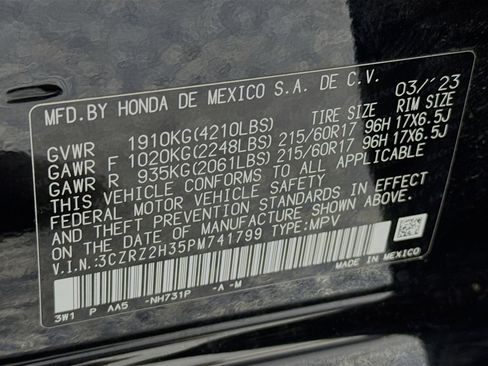 MFD.BY HONDA DE MEXICO S.A. DE C.V. 03/'23
TIRE SIZE RIM SIZE
GVWR 1910KG(4210LBS)
GAWR F 1020KG(2248LBS) 215/60R17 96H 17X6.5J
GAWR R 935KG(2061LBS) 215/60R17 96H 17X6.5J
THIS VEHICLE CONFORMS TO ALL APPLICABLE
FEDERAL MOTOR VEHICLE SAFETY
AND THEFT PREVENTION STANDARDS IN EFFECT
ON THE DATE OF MANUFACTURE SHOWN ABOVE.
V.I.N.:3CZRZ2H35PM741799 TYPE:MPV
3W1 P AA5 -NH731P -A -M
MADE IN MEXICO